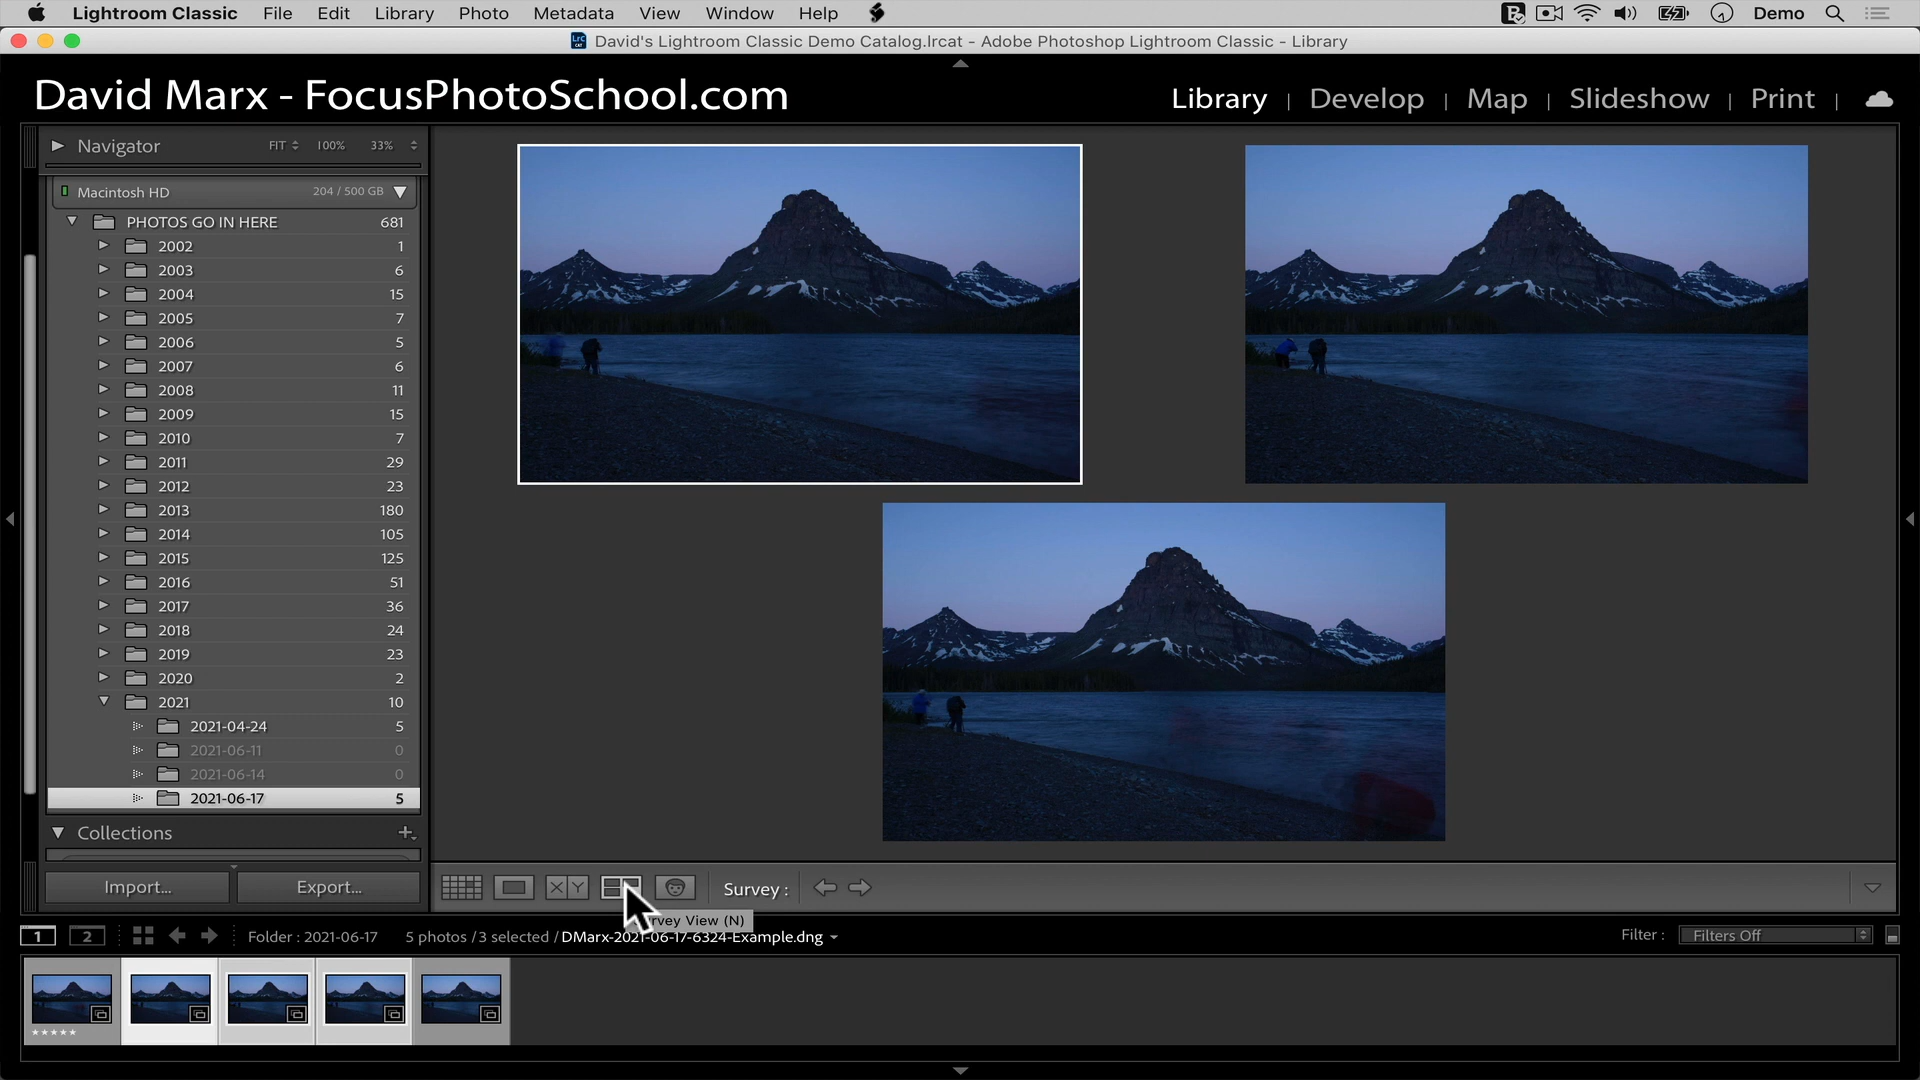 Lightroom Classic File Edit Library Photo Metadata View Window Help Demo
David's Lightroom Classic Demo Catalog.lrcat - Adobe Photoshop Lightroom Classic - Library
David Marx - FocusPhotoSchool.com
Library | Develop | Map | Slideshow | Print |
Navigator FIT 100% 33%
Macintosh HD 204 / 500 GB
PHOTOS GO IN HERE 681
2002 1
2003 6
2004 15
2005 7
2006 5
2007 6
2008 11
2009 15
2010 7
2011 29
2012 23
2013 180
2014 105
2015 125
2016 51
2017 36
2018 24
2019 23
2020 2
2021 10
2021-04-24 5
2021-06-11 0
2021-06-14 0
2021-06-17 5
Collections
Import... Export... XY Survey :
View (N)
1 2 Folder : 2021-06-17 5 photos / 3 selected / DMarx-2021-06-17-6324-Example.dng Filter : Filters Off
★★★★★